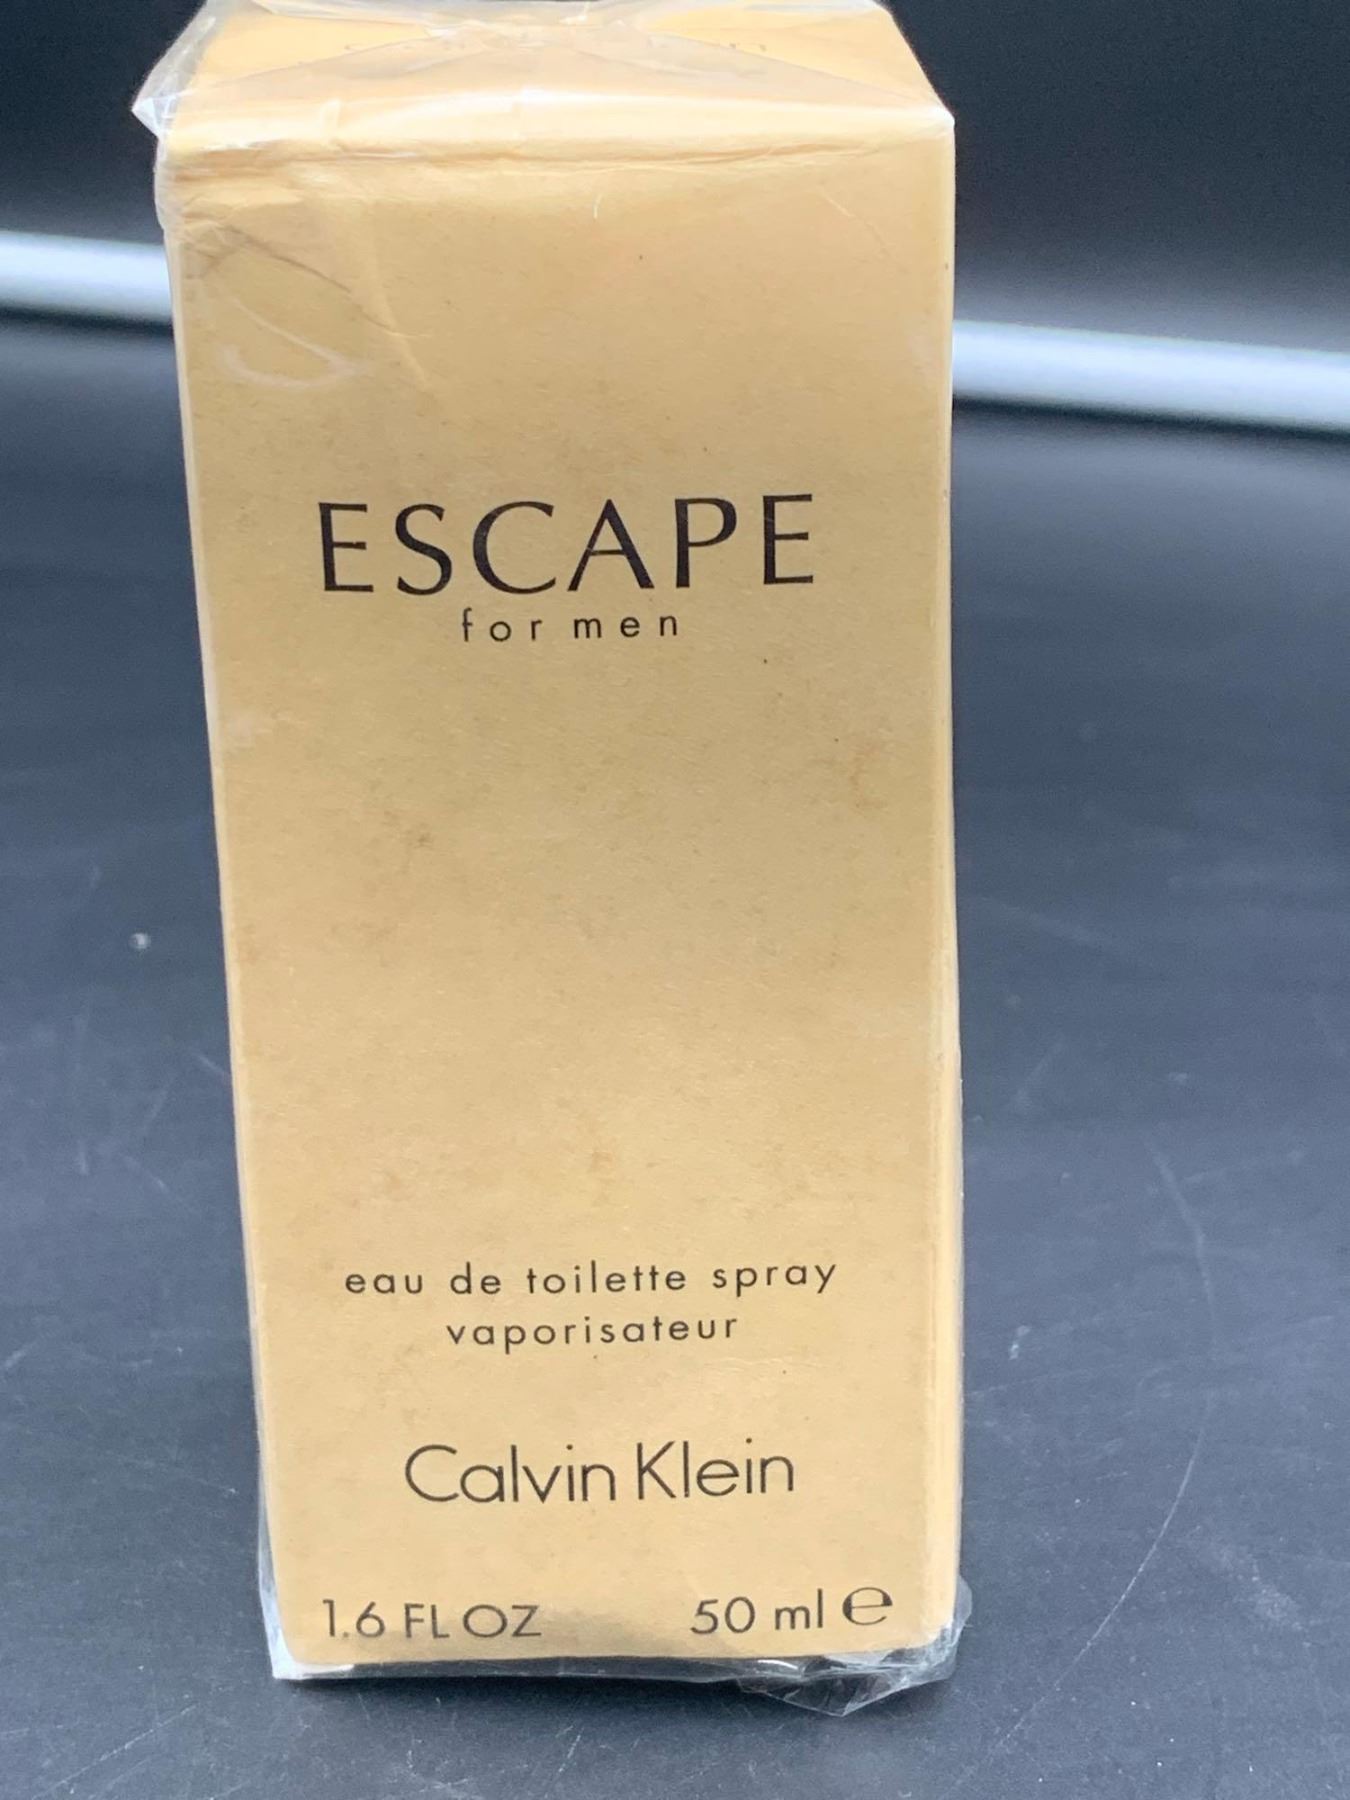 ESCAPE
for men
eau de toilette spray
vaporisateur
Calvin Klein
1.6 FL OZ 50 ml ℮